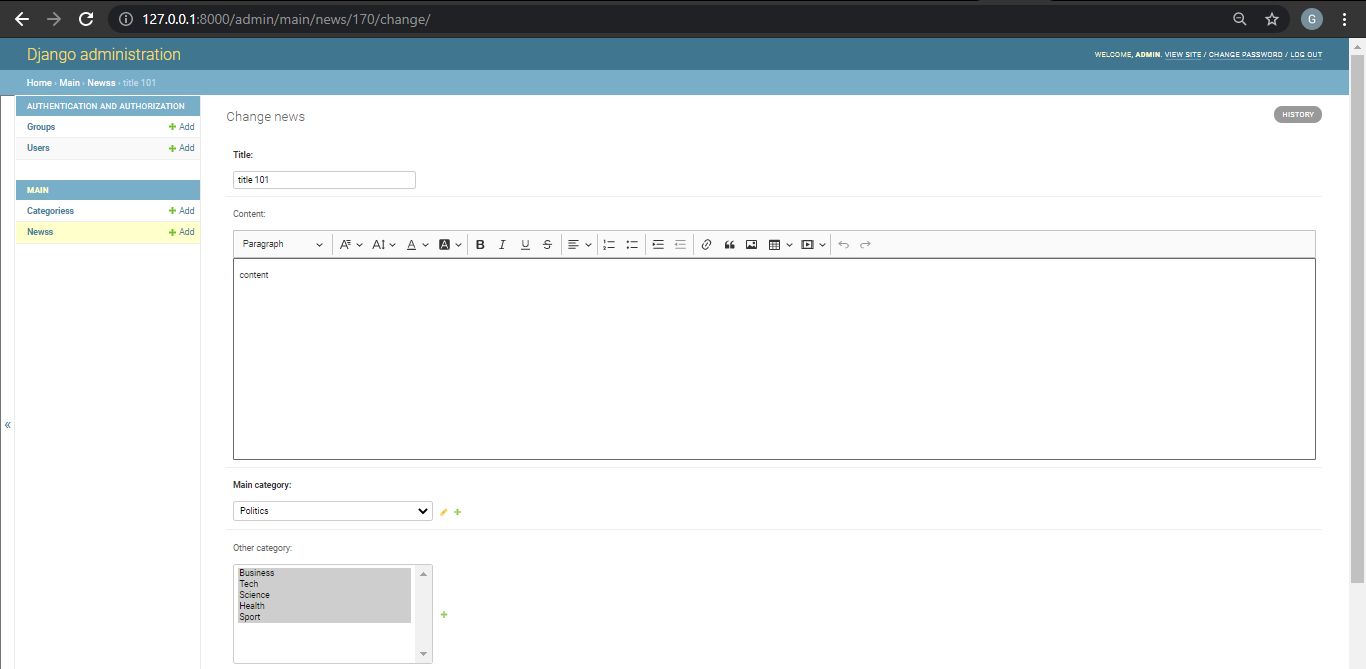 127.0.0.1:8000/admin/main/news/170/change/
G
Django administration
WELCOME, ADMIN. VIEW SITE / CHANGE PASSWORD / LOG OUT
Home › Main › Newss › title 101
AUTHENTICATION AND AUTHORIZATION
Groups + Add
Users + Add
MAIN
Categoriess + Add
Newss + Add
«
Change news
HISTORY
Title:
title 101
Content:
Paragraph
content
Main category:
Politics
Other category:
Business
Tech
Science
Health
Sport